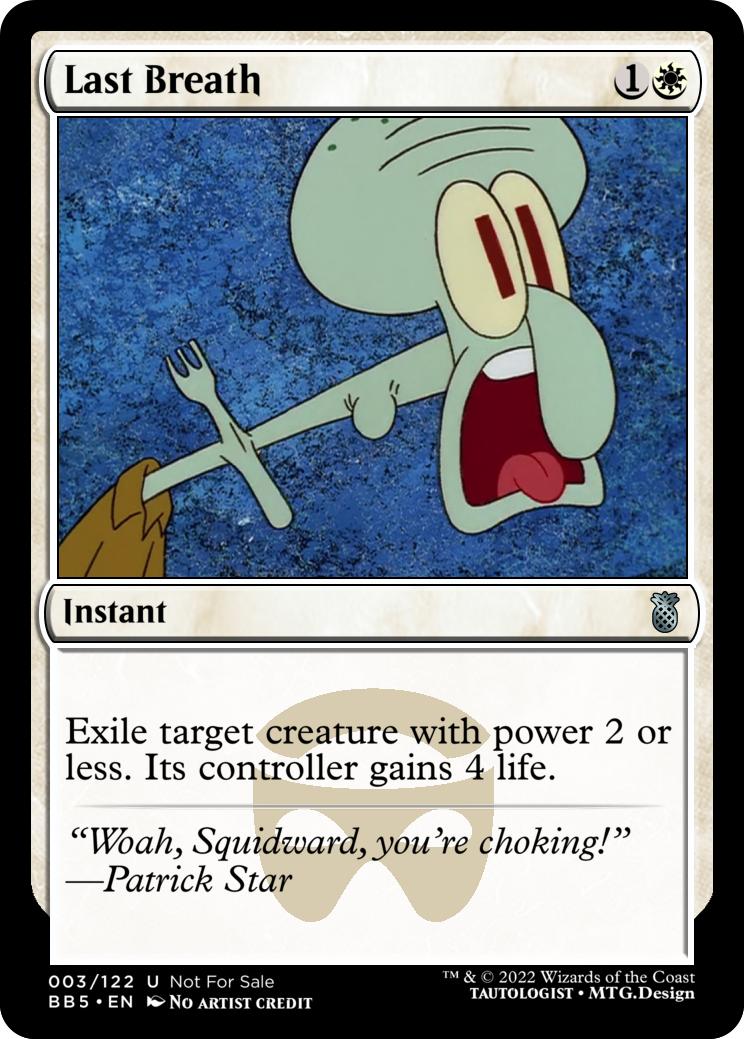 Last Breath 1
Instant
Exile target creature with power 2 or
less. Its controller gains 4 life.
“Woah, Squidward, you’re choking!”
—Patrick Star
003/122 U Not For Sale
BB5 • EN No Artist Credit
™ & © 2022 Wizards of the Coast
TAUTOLOGIST • MTG.Design